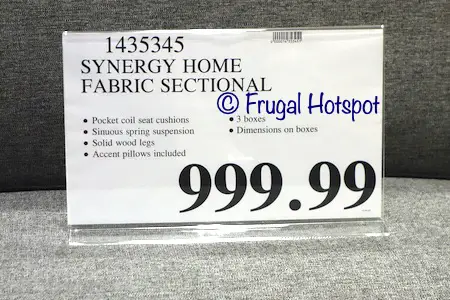 1435345
SYNERGY HOME
FABRIC SECTIONAL
© Frugal Hotspot
• Pocket coil seat cushions
• Sinuous spring suspension
• Solid wood legs
• Accent pillows included
• 3 boxes
• Dimensions on boxes
999.99